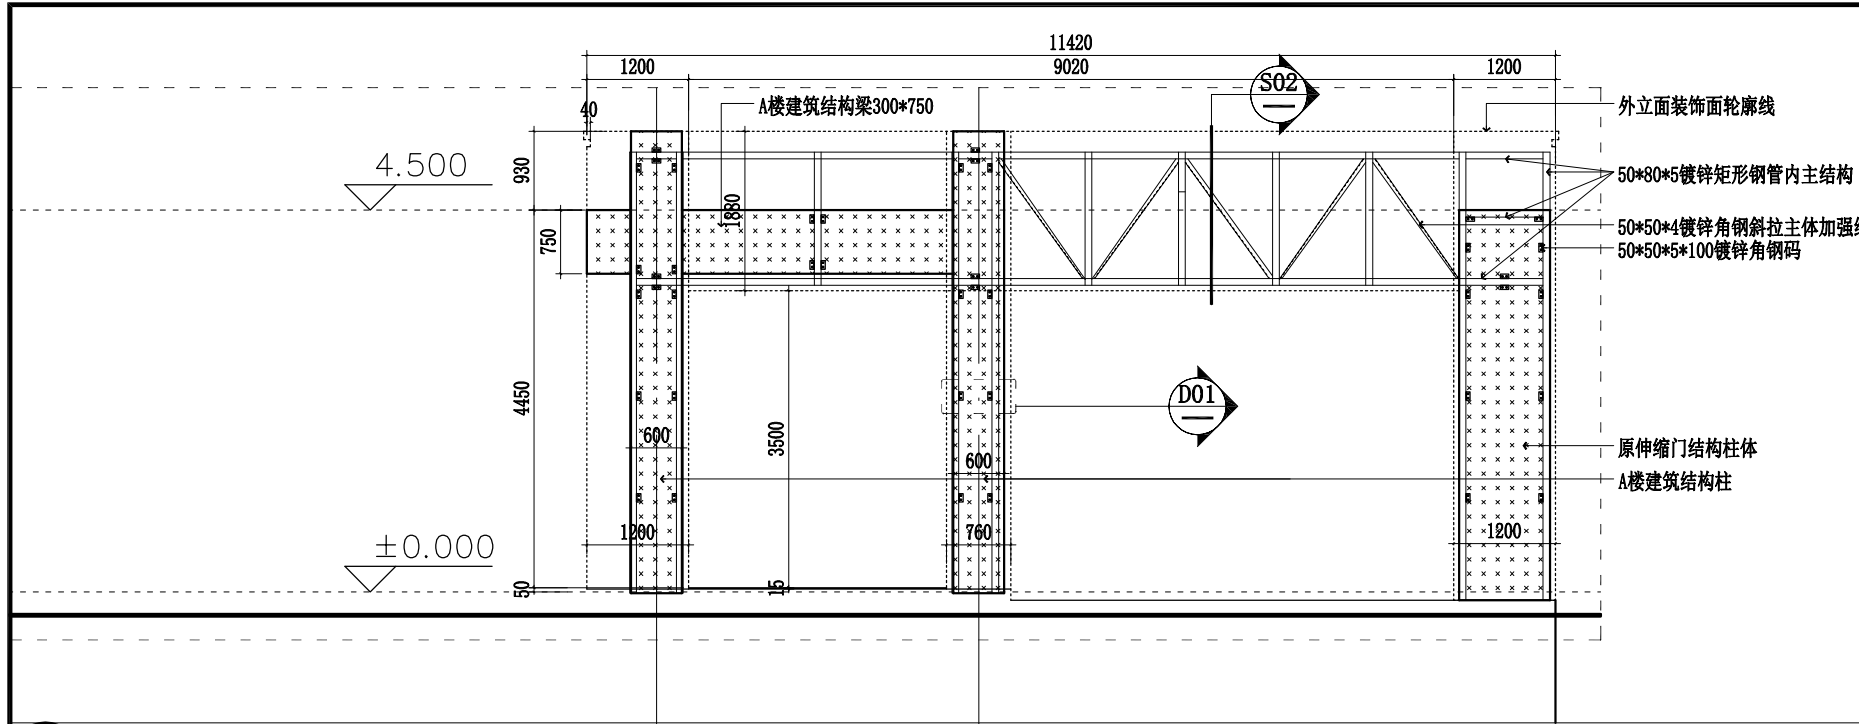 11420
1200
9020
1200
S02
40
A楼建筑结构梁300*750
外立面装饰面轮廓线
4.500
930
50*80*5镀锌矩形钢管内主结构
1880
50*50*4镀锌角钢斜拉主体加强
750
50*50*5*100镀锌角钢码
D01
4450
3500
600
600
原伸缩门结构柱体
A楼建筑结构柱
1200
760
1200
±0.000
50
15